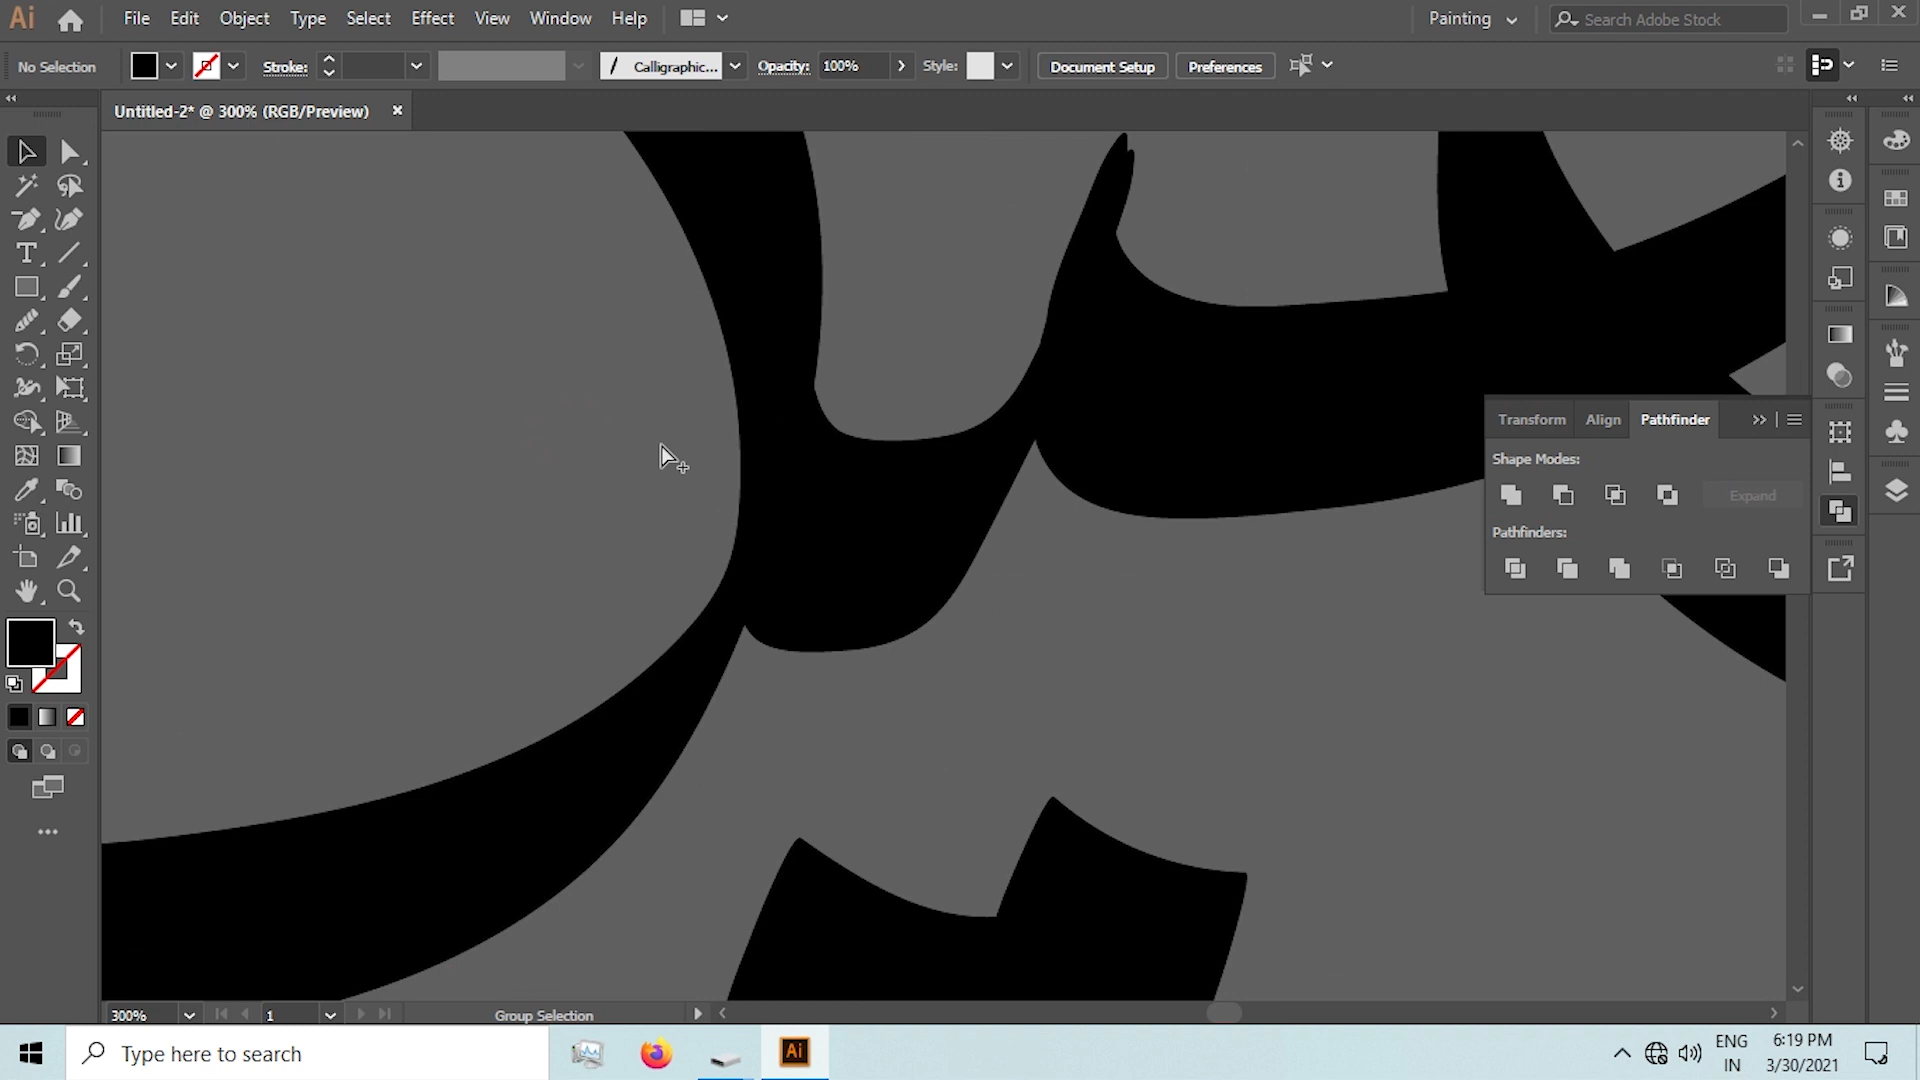 Ai File Edit Object Type Select Effect View Window Help Painting Search Adobe Stock
No Selection Stroke: Calligraphic... Opacity: 100% Style: Document Setup Preferences
Untitled-2* @ 300% (RGB/Preview)
Transform Align Pathfinder
Shape Modes:
Expand
Pathfinders:
300% 1 Group Selection
Type here to search Ai ENG 6:19 PM
IN 3/30/2021